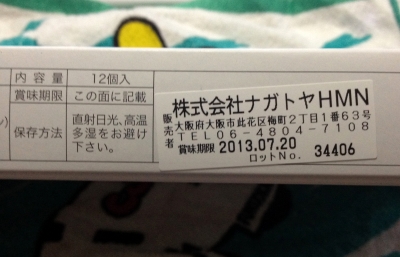 内容量 12個入
賞味期限 この面に記載
保存方法 直射日光、高温
多湿をお避け
下さい。
株式会社ナガトヤHMN
販売者 大阪府大阪市此花区梅町2丁目1番63号
TEL06-4804-7108
賞味期限 2013.07.20
ロットNo. 34406